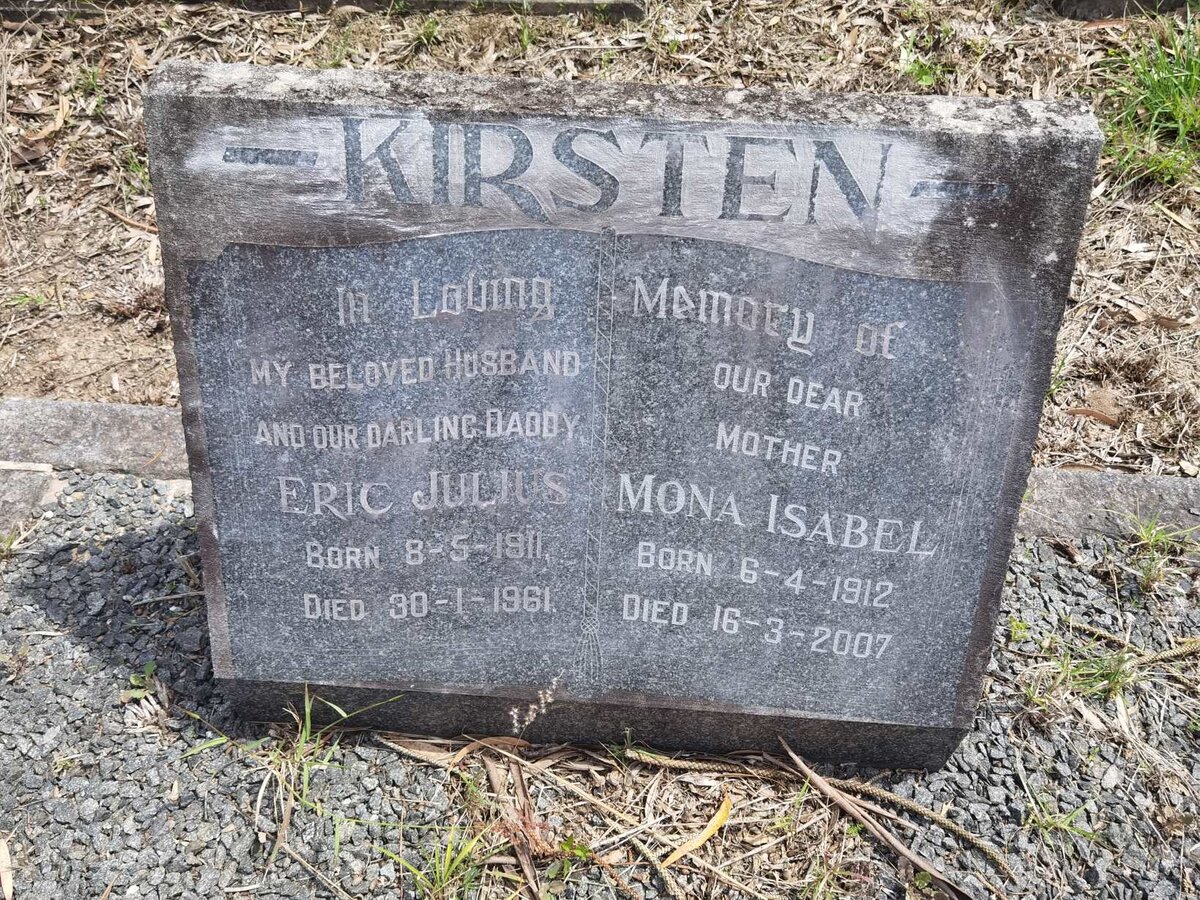 KIRSTEN
In Loving Memory of
MY BELOVED HUSBAND
AND OUR DARLING DADDY
ERIC JULIUS
BORN 8-5-1911.
DIED 30-1-1961.
OUR DEAR
MOTHER
MONA ISABEL
BORN 6-4-1912
DIED 16-3-2007